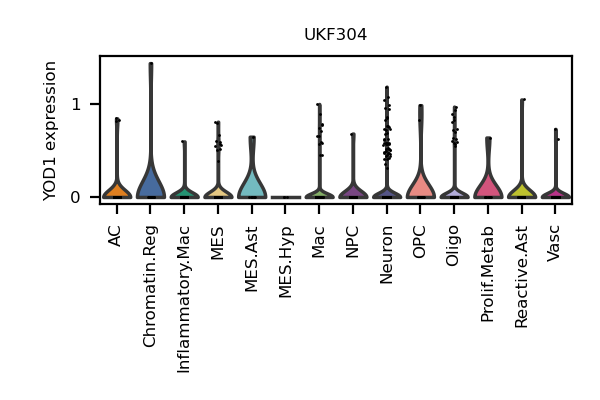 UKF304
YOD1 expression
1
0
AC
Chromatin.Reg
Inflammatory.Mac
MES
MES.Ast
MES.Hyp
Mac
NPC
Neuron
OPC
Oligo
Prolif.Metab
Reactive.Ast
Vasc